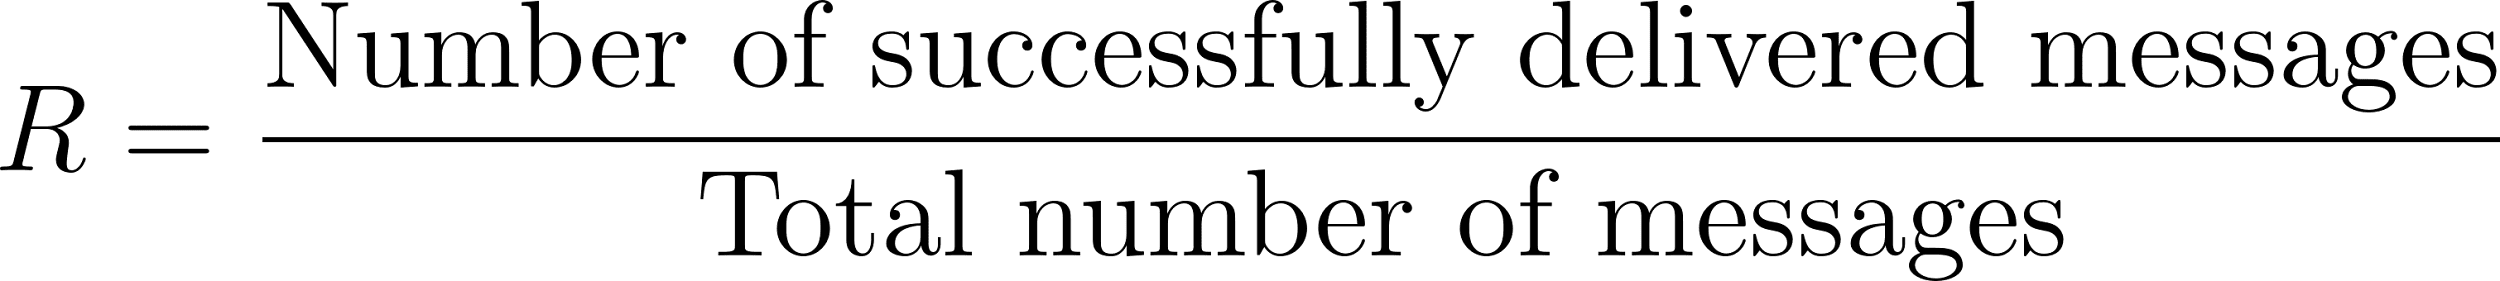 Number of successfully delivered messages
R =
Total number of messages